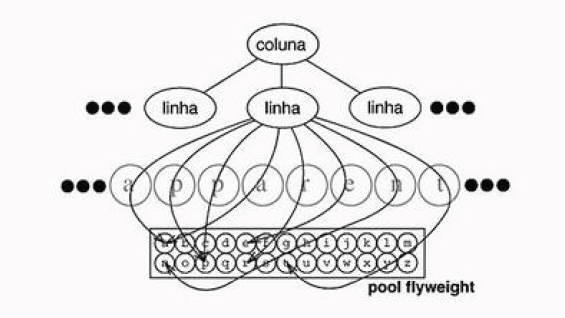 coluna
linha linha linha
a p p a r e n t
a b c d e f g h i j k l m
n o p q r s t u v w x y z
pool flyweight